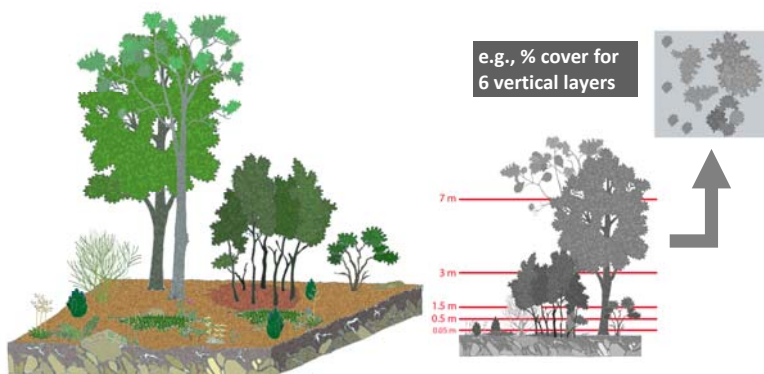 e.g., % cover for
6 vertical layers
7 m
3 m
1.5 m
0.5 m
0.05 m